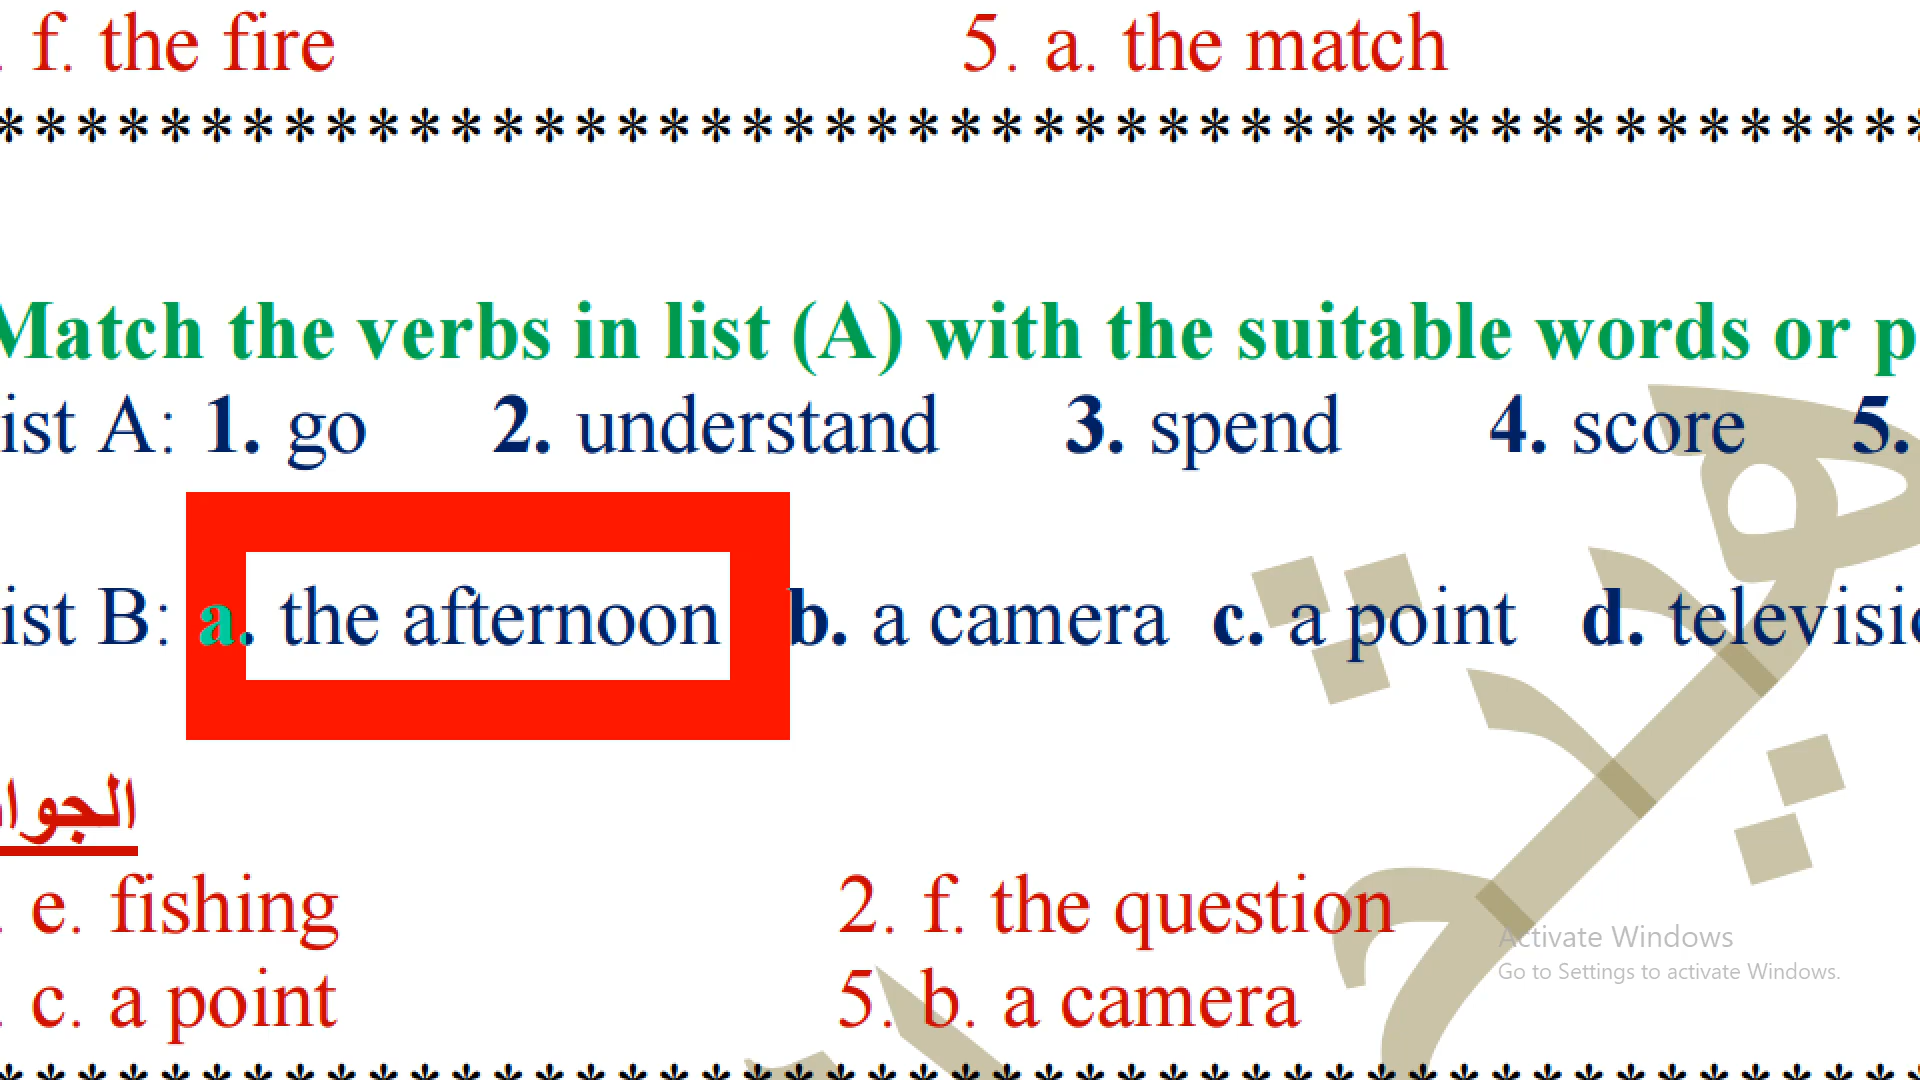 . f. the fire 5. a. the match
**********************************************
Match the verbs in list (A) with the suitable words or p
ist A: 1. go 2. understand 3. spend 4. score 5.
ist B: a. the afternoon b. a camera c. a point d. televisio
الجوا
. e. fishing 2. f. the question
Activate Windows
Go to Settings to activate Windows.
. c. a point 5. b. a camera
**********************************************